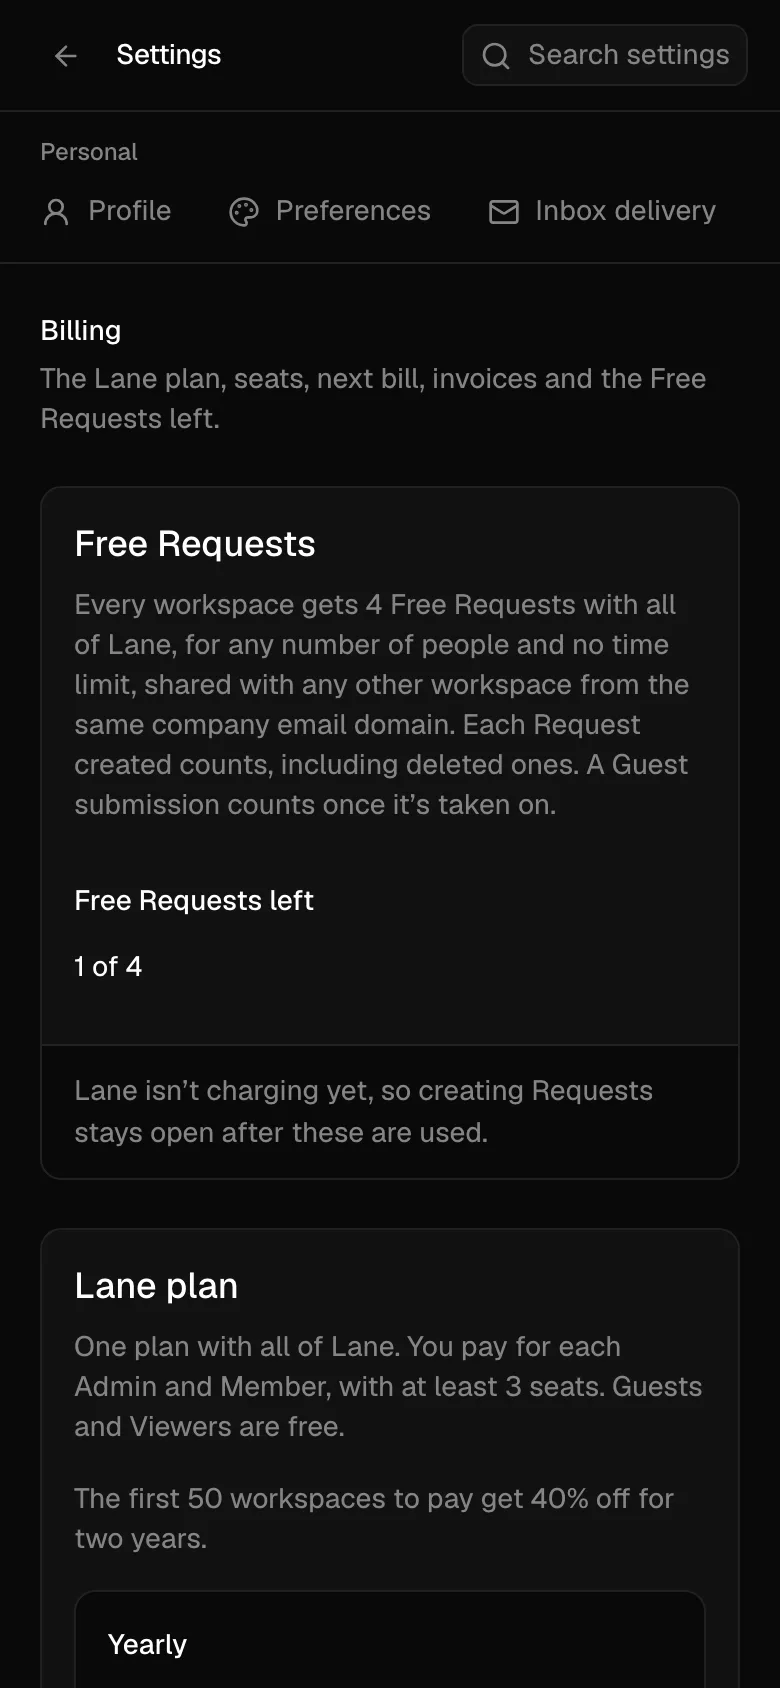 Settings
Search settings
Personal
Profile
Preferences
Inbox delivery
Billing
The Lane plan, seats, next bill, invoices and the Free
Requests left.
Free Requests
Every workspace gets 4 Free Requests with all
of Lane, for any number of people and no time
limit, shared with any other workspace from the
same company email domain. Each Request
created counts, including deleted ones. A Guest
submission counts once it’s taken on.
Free Requests left
1 of 4
Lane isn’t charging yet, so creating Requests
stays open after these are used.
Lane plan
One plan with all of Lane. You pay for each
Admin and Member, with at least 3 seats. Guests
and Viewers are free.
The first 50 workspaces to pay get 40% off for
two years.
Yearly